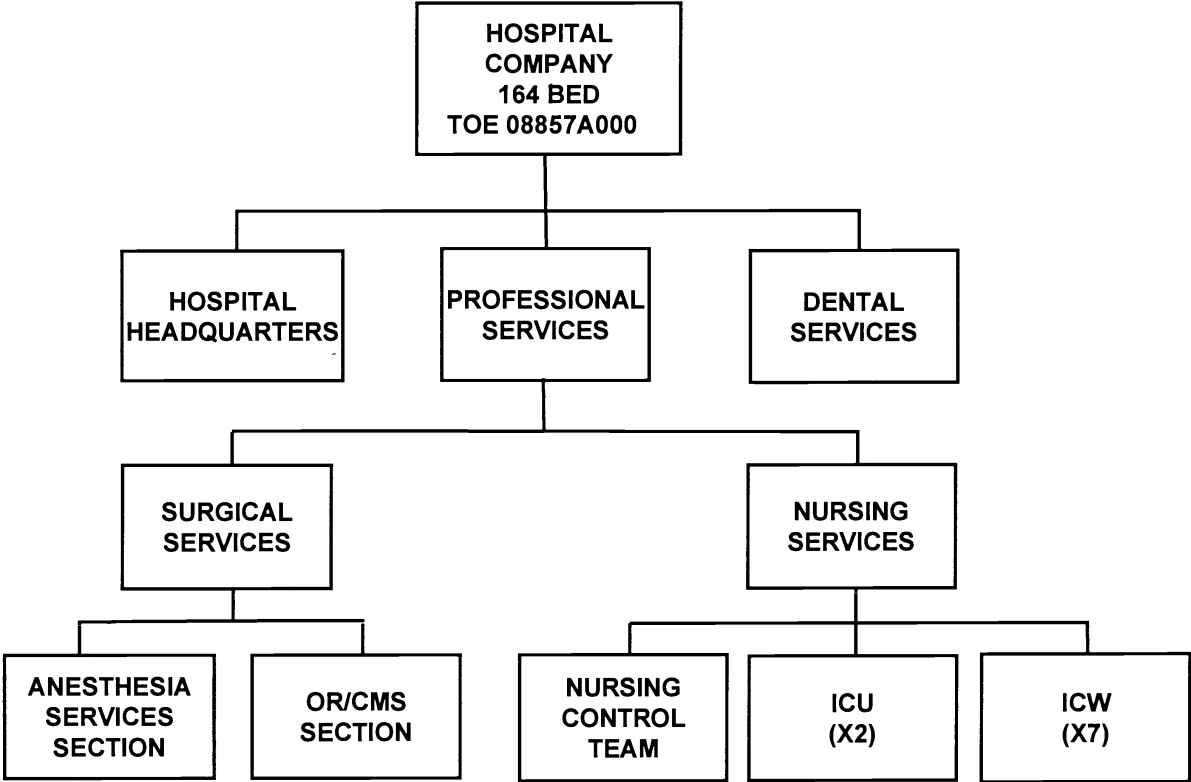 HOSPITAL
COMPANY
164 BED
TOE 08857A000
HOSPITAL
HEADQUARTERS
PROFESSIONAL
SERVICES
DENTAL
SERVICES
SURGICAL
SERVICES
NURSING
SERVICES
ANESTHESIA
SERVICES
SECTION
OR/CMS
SECTION
NURSING
CONTROL
TEAM
ICU
(X2)
ICW
(X7)